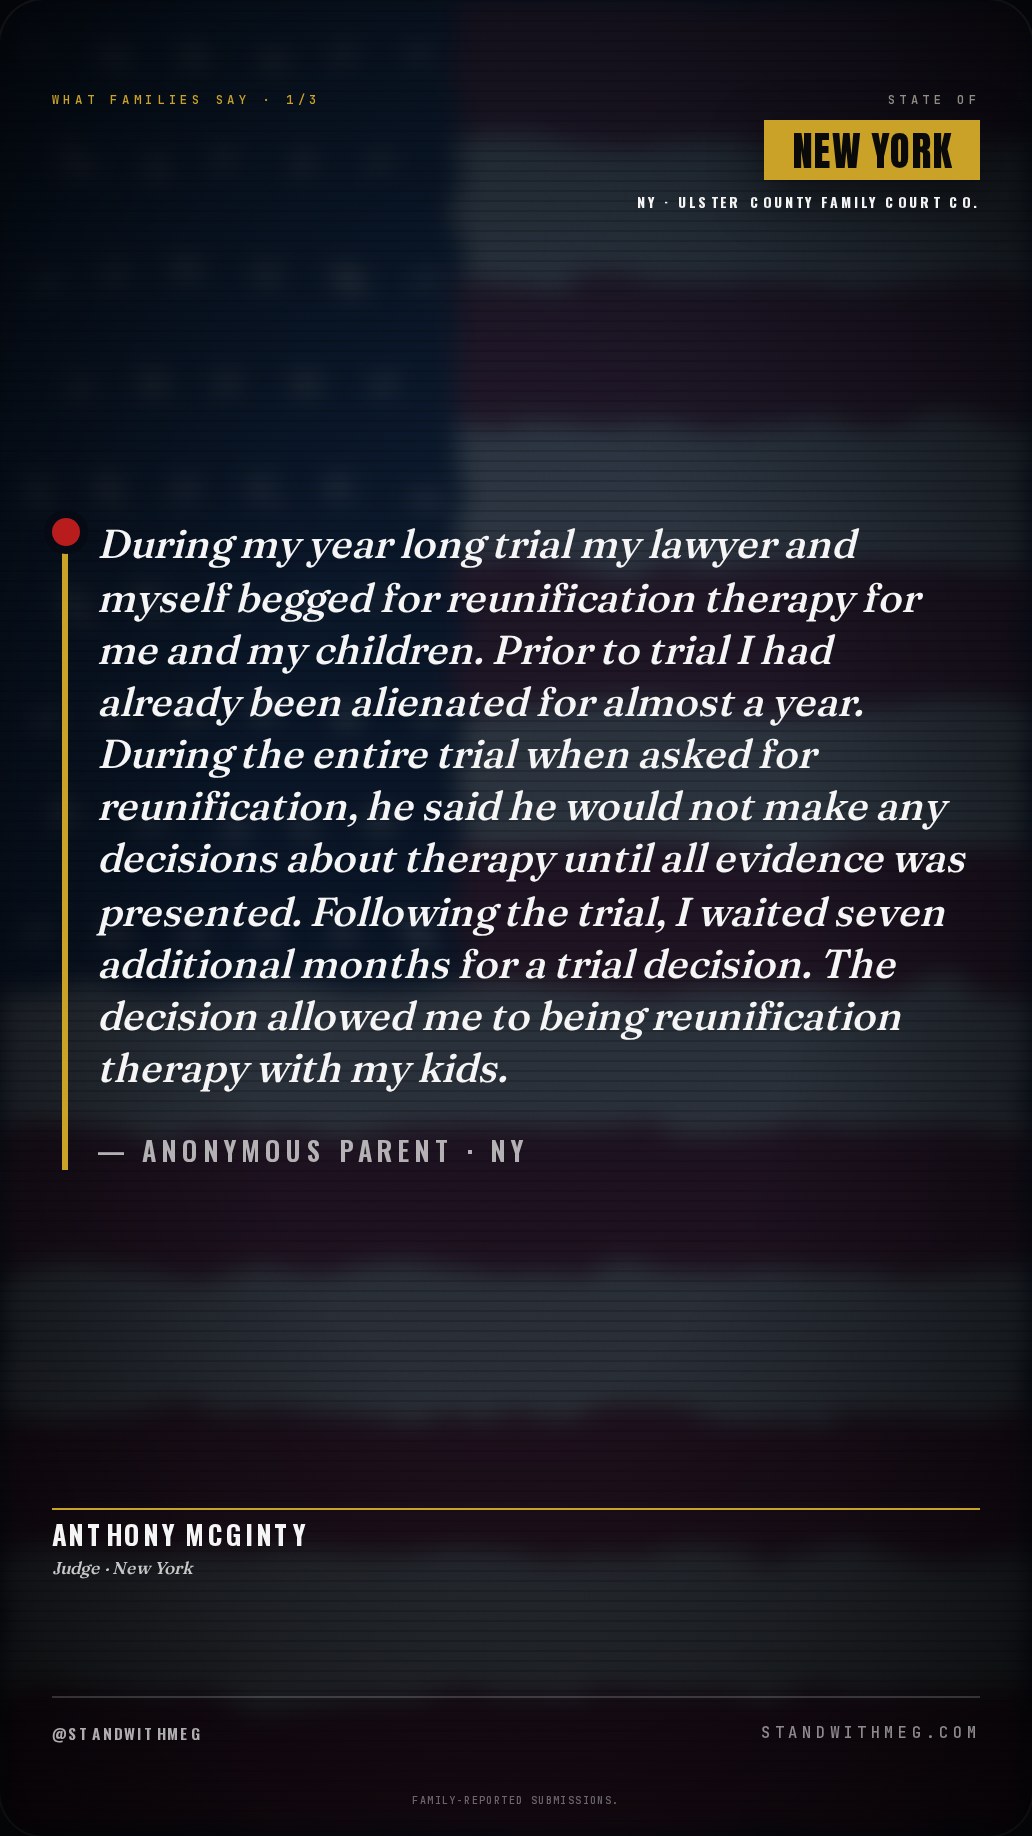 WHAT FAMILIES SAY · 1/3
STATE OF
NEW YORK
NY · ULSTER COUNTY FAMILY COURT CO.
During my year long trial my lawyer and
myself begged for reunification therapy for
me and my children. Prior to trial I had
already been alienated for almost a year.
During the entire trial when asked for
reunification, he said he would not make any
decisions about therapy until all evidence was
presented. Following the trial, I waited seven
additional months for a trial decision. The
decision allowed me to being reunification
therapy with my kids.
— ANONYMOUS PARENT · NY
ANTHONY MCGINTY
Judge · New York
@STANDWITHMEG
STANDWITHMEG.COM
FAMILY-REPORTED SUBMISSIONS.